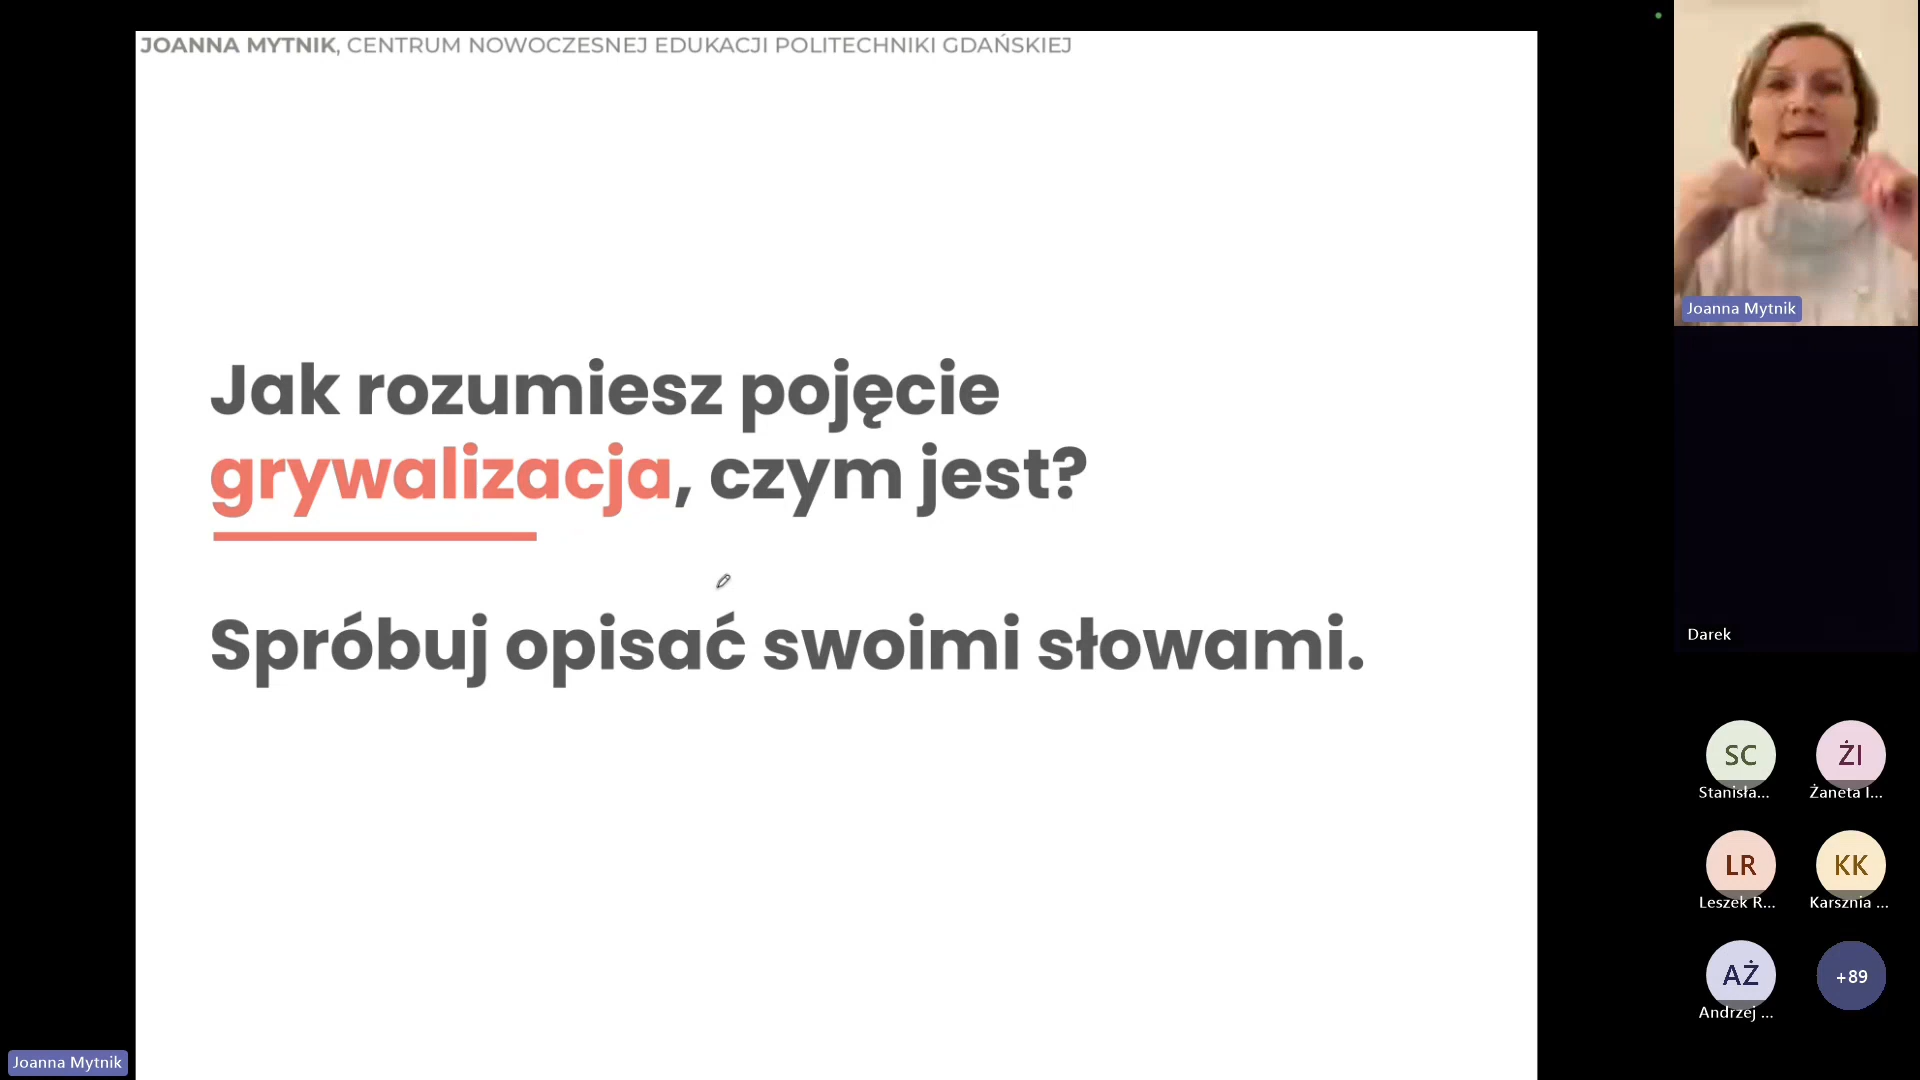 JOANNA MYTNIK, CENTRUM NOWOCZESNEJ EDUKACJI POLITECHNIKI GDAŃSKIEJ
Jak rozumiesz pojęcie
grywalizacja, czym jest?
Spróbuj opisać swoimi słowami.
Joanna Mytnik
Darek
SC
Stanisła...
ŻI
Żaneta I...
LR
Leszek R...
KK
Karsznia ...
AŻ
Andrzej ...
+89
Joanna Mytnik